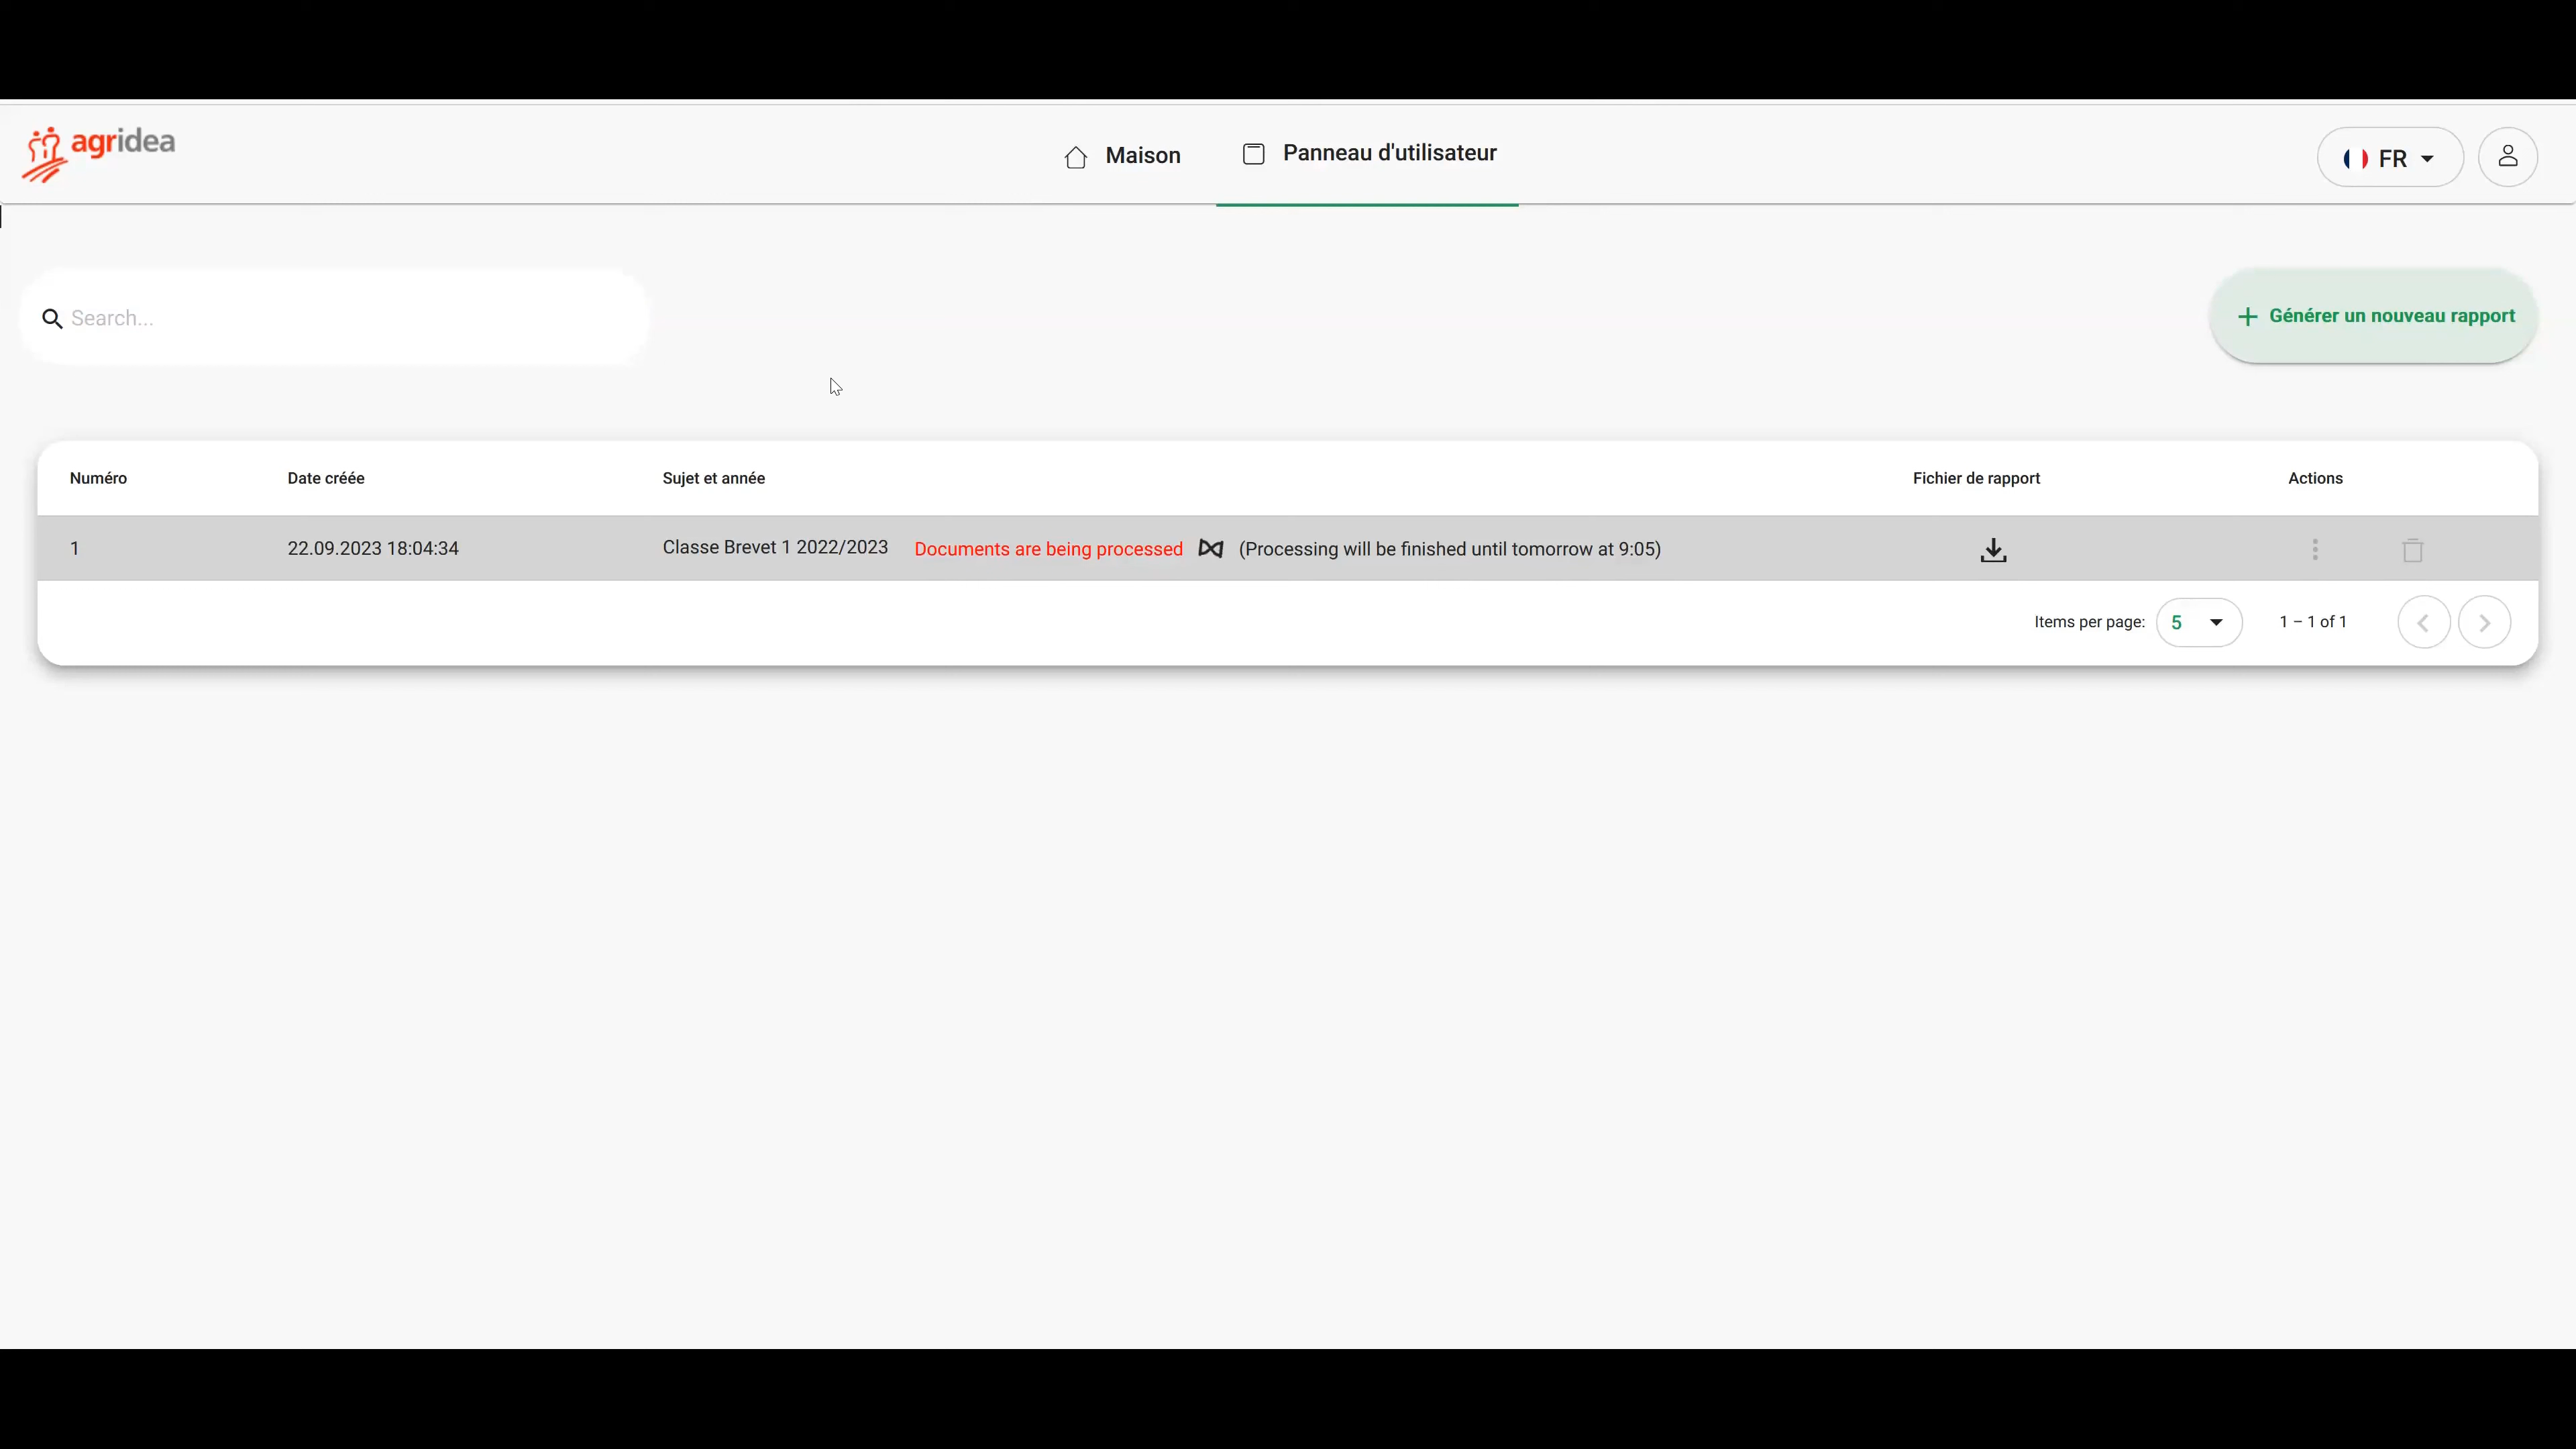 agridea
Maison
Panneau d'utilisateur
FR
Search...
Générer un nouveau rapport
Numéro
Date créée
Sujet et année
Fichier de rapport
Actions
1
22.09.2023 18:04:34
Classe Brevet 1 2022/2023
Documents are being processed
(Processing will be finished until tomorrow at 9:05)
Items per page:
5
1 – 1 of 1